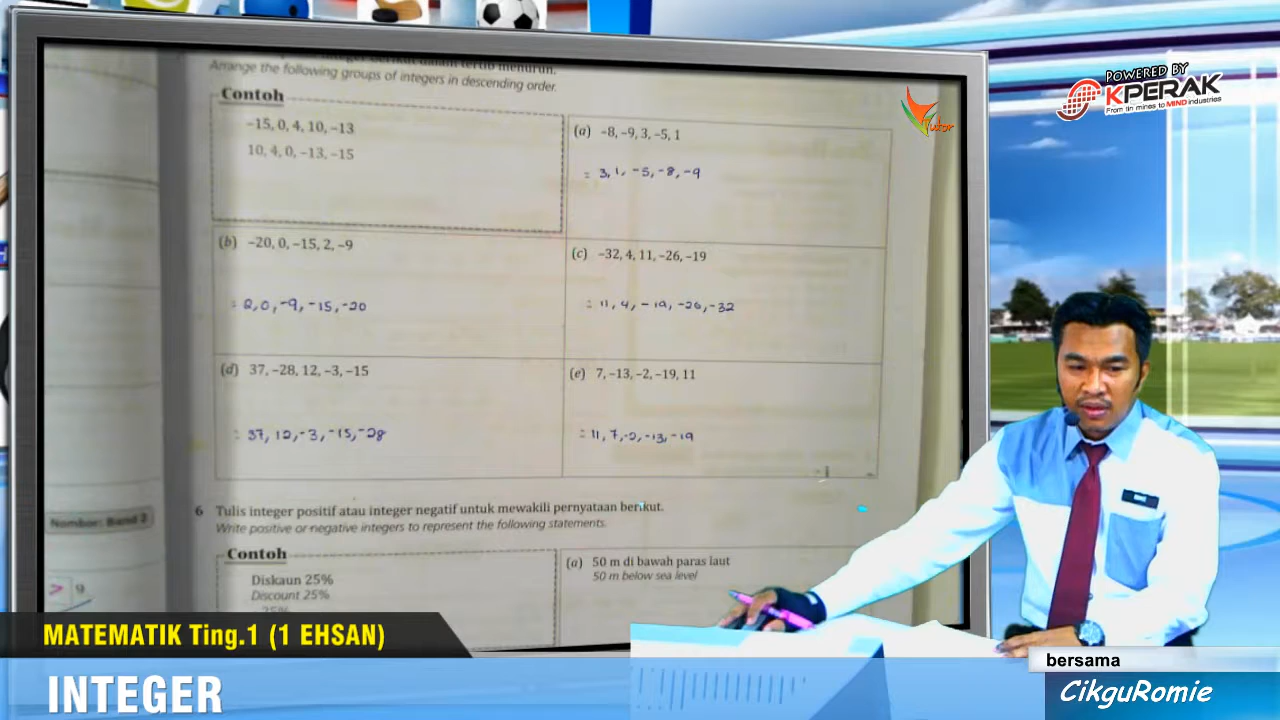 POWERED BY
KPERAK
From tin mines to MIND industries
Tutor
Arrange the following groups of integers in descending order.
Contoh
-15, 0, 4, 10, -13
10, 4, 0, -13, -15
(a) -8, -9, 3, -5, 1
= 3, 1, -5, -8, -9
(b) -20, 0, -15, 2, -9
= 2, 0, -9, -15, -20
(c) -32, 4, 11, -26, -19
= 11, 4, -19, -26, -32
(d) 37, -28, 12, -3, -15
= 37, 12, -3, -15, -28
(e) 7, -13, -2, -19, 11
= 11, 7, -2, -13, -19
6 Tulis integer positif atau integer negatif untuk mewakili pernyataan berikut.
Write positive or negative integers to represent the following statements.
Contoh
Diskaun 25%
Discount 25%
(a) 50 m di bawah paras laut
50 m below sea level
9
MATEMATIK Ting.1 (1 EHSAN)
INTEGER
bersama
CikguRomie